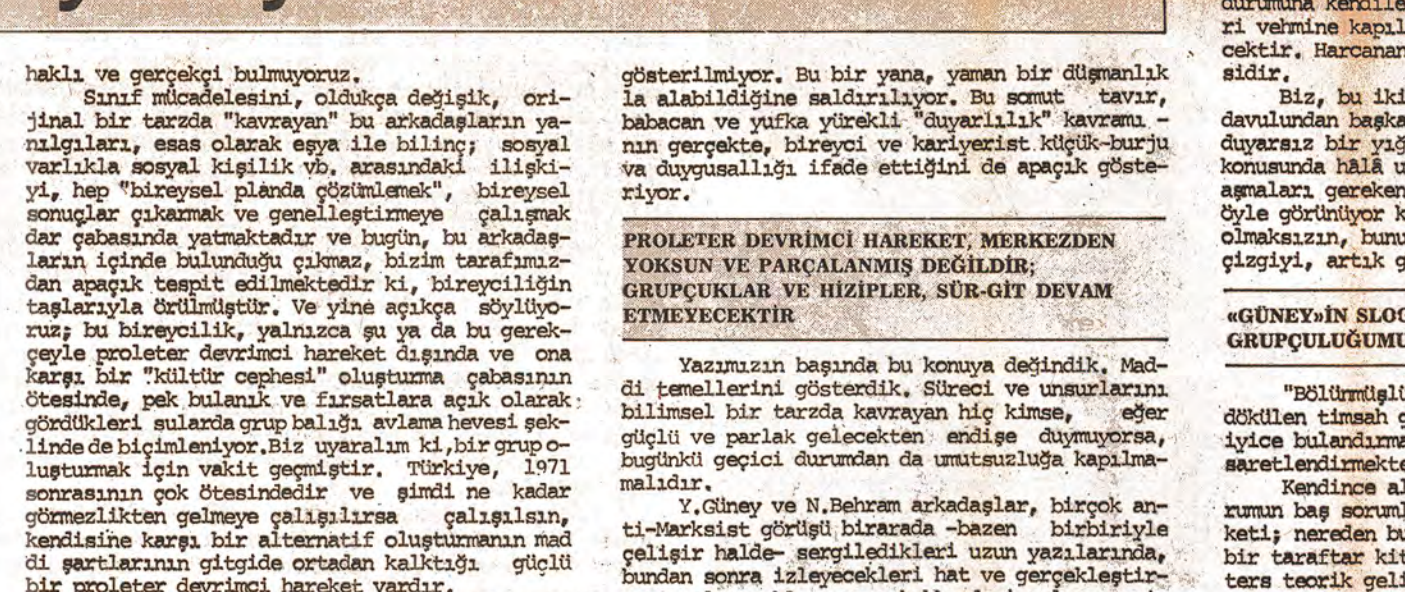 haklı ve gerçekçi bulmuyoruz.
Sınıf mücadelesini, oldukça değişik, ori-
jinal bir tarzda "kavrayan" bu arkadaşların ya-
nılgıları, esas olarak eşya ile bilinç; sosyal
varlıkla sosyal kişilik vb. arasındaki ilişki-
yi, hep "bireysel plânda çözümlemek", bireysel
sonuçlar çıkarmak ve genelleştirmeye çalışmak
dar çabasında yatmaktadır ve bugün, bu arkadaş-
ların içinde bulunduğu çıkmaz, bizim tarafımız-
dan apaçık tespit edilmektedir ki, bireyciliğin
taşlarıyla örülmüştür. Ve yine açıkça söylüyo-
ruz; bu bireycilik, yalnızca şu ya da bu gerek-
çeyle proleter devrimci hareket dışında ve ona
karşı bir "kültür cephesi" oluşturma çabasının
ötesinde, pek bulanık ve fırsatlara açık olarak
gördükleri sularda grup balığı avlama hevesi şek-
linde de biçimleniyor.Biz uyaralım ki,bir grup o-
luşturmak için vakit geçmiştir. Türkiye, 1971
sonrasının çok ötesindedir ve şimdi ne kadar
görmezlikten gelmeye çalışılırsa çalışılsın,
kendisine karşı bir alternatif oluşturmanın mad
di şartlarının gitgide ortadan kalktığı güçlü
bir proleter devrimci hareket vardır.
gösterilmiyor. Bu bir yana, yaman bir düşmanlık
la alabildiğine saldırılıyor. Bu somut tavır,
babacan ve yufka yürekli "duyarlılık" kavramı -
nın gerçekte, bireyci ve kariyerist küçük-burju
va duygusallığı ifade ettiğini de apaçık göste-
riyor.
PROLETER DEVRİMCİ HAREKET, MERKEZDEN
YOKSUN VE PARÇALANMIŞ DEĞİLDİR;
GRUPÇUKLAR VE HİZİPLER, SÜR-GİT DEVAM
ETMEYECEKTİR
Yazımızın başında bu konuya değindik. Mad-
di temellerini gösterdik. Süreci ve unsurlarını
bilimsel bir tarzda kavrayan hiç kimse, eğer
güçlü ve parlak gelecekten endişe duymuyorsa,
bugünkü geçici durumdan da umutsuzluğa kapılma-
malıdır.
Y.Güney ve N.Behram arkadaşlar, birçok an-
ti-Marksist görüşü birarada -bazen birbiriyle
çelişir halde- sergiledikleri uzun yazılarında,
bundan sonra izleyecekleri hat ve gerçekleştir-
durumuna
ri vehmine kapıl
cektir. Harcanan
sidir.
Biz, bu iki
davulundan başka
duyarsız bir yığ
konusunda hâlâ u
aşmaları gereken
öyle görünüyor k
olmaksızın, bunu
çizgiyi, artık g
«GÜNEY»İN SLOG
GRUPÇULUĞUMU
"Bölünmüşlü
dökülen timsah g
iyice bulandırma
saretlendirmekte
Kendince al
rumun baş soruml
keti; nereden bu
bir taraftar kit
ters teorik geli